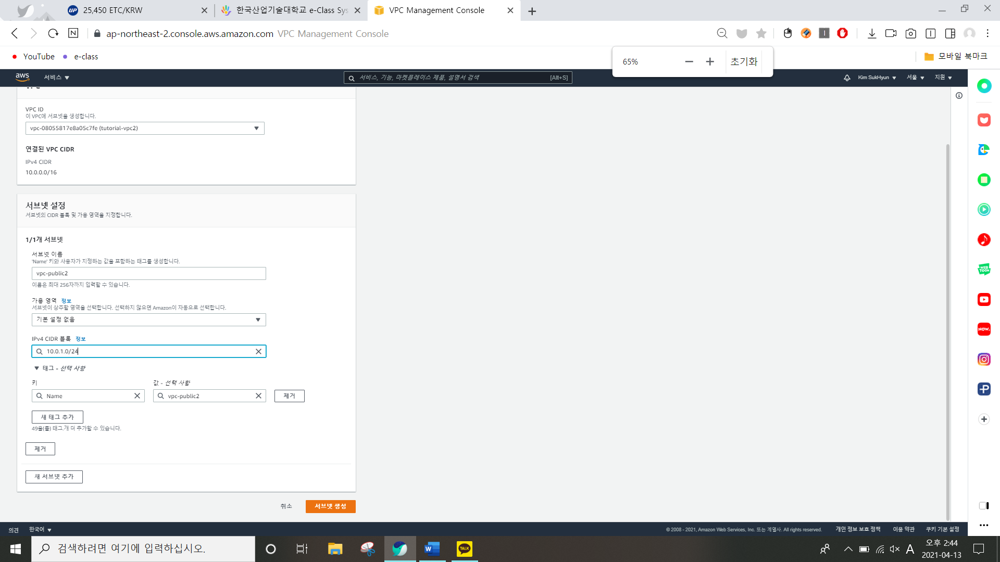 25,450 ETC/KRW
한국산업기술대학교 e-Class Sys
VPC Management Console
ap-northeast-2.console.aws.amazon.com VPC Management Console
YouTube
e-class
65%
초기화
모바일 북마크
aws
서비스
서비스, 기능, 마켓플레이스 제품, 설명서 검색
[Alt+S]
Kim SukHyun
서울
지원
VPC ID
이 VPC에 서브넷을 생성합니다.
vpc-08055817e8a05c7fe (tutorial-vpc2)
연결된 VPC CIDR
IPv4 CIDR
10.0.0.0/16
서브넷 설정
서브넷의 CIDR 블록 및 가용 영역을 지정합니다.
1/1개 서브넷
서브넷 이름
'Name' 키와 사용자가 지정하는 값을 포함하는 태그를 생성합니다.
vpc-public2
이름은 최대 256자까지 입력할 수 있습니다.
가용 영역 정보
서브넷이 상주할 영역을 선택합니다. 선택하지 않으면 Amazon이 자동으로 선택합니다.
기본 설정 없음
IPv4 CIDR 블록 정보
10.0.1.0/24
태그 - 선택 사항
키
값 - 선택 사항
Name
vpc-public2
제거
새 태그 추가
49을(를) 태그.개 더 추가할 수 있습니다.
제거
새 서브넷 추가
취소
서브넷 생성
의견
한국어
© 2008 - 2021, Amazon Web Services, Inc. 또는 계열사. All rights reserved.
개인 정보 보호 정책
이용 약관
쿠키 기본 설정
WEB
TOON
NOW.
검색하려면 여기에 입력하십시오.
TALK
A
오후 2:44
2021-04-13